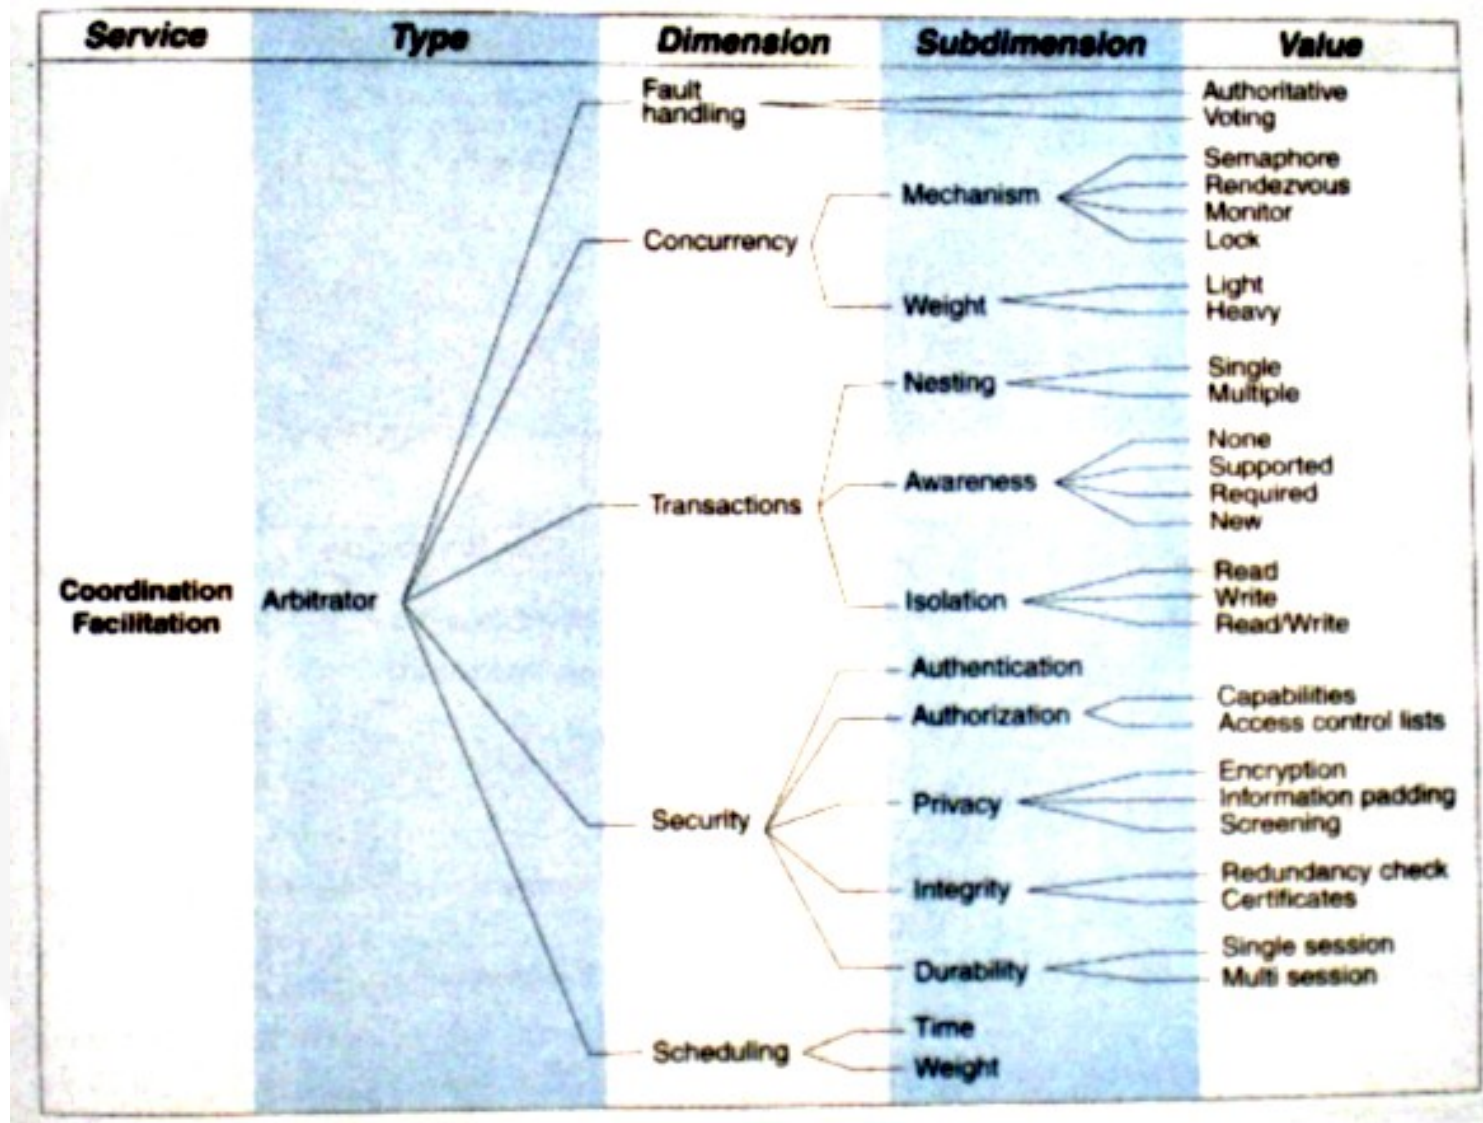 Service Type Dimension Subdimension Value
Fault
handling
Authoritative
Voting
Concurrency
Mechanism
Semaphore
Rendezvous
Monitor
Lock
Weight
Light
Heavy
Transactions
Nesting
Single
Multiple
Awareness
None
Supported
Required
New
Isolation
Read
Write
Read/Write
Coordination
Facilitation
Arbitrator
Security
Authentication
Authorization
Capabilities
Access control lists
Privacy
Encryption
Information padding
Screening
Integrity
Redundancy check
Certificates
Durability
Single session
Multi session
Scheduling
Time
Weight